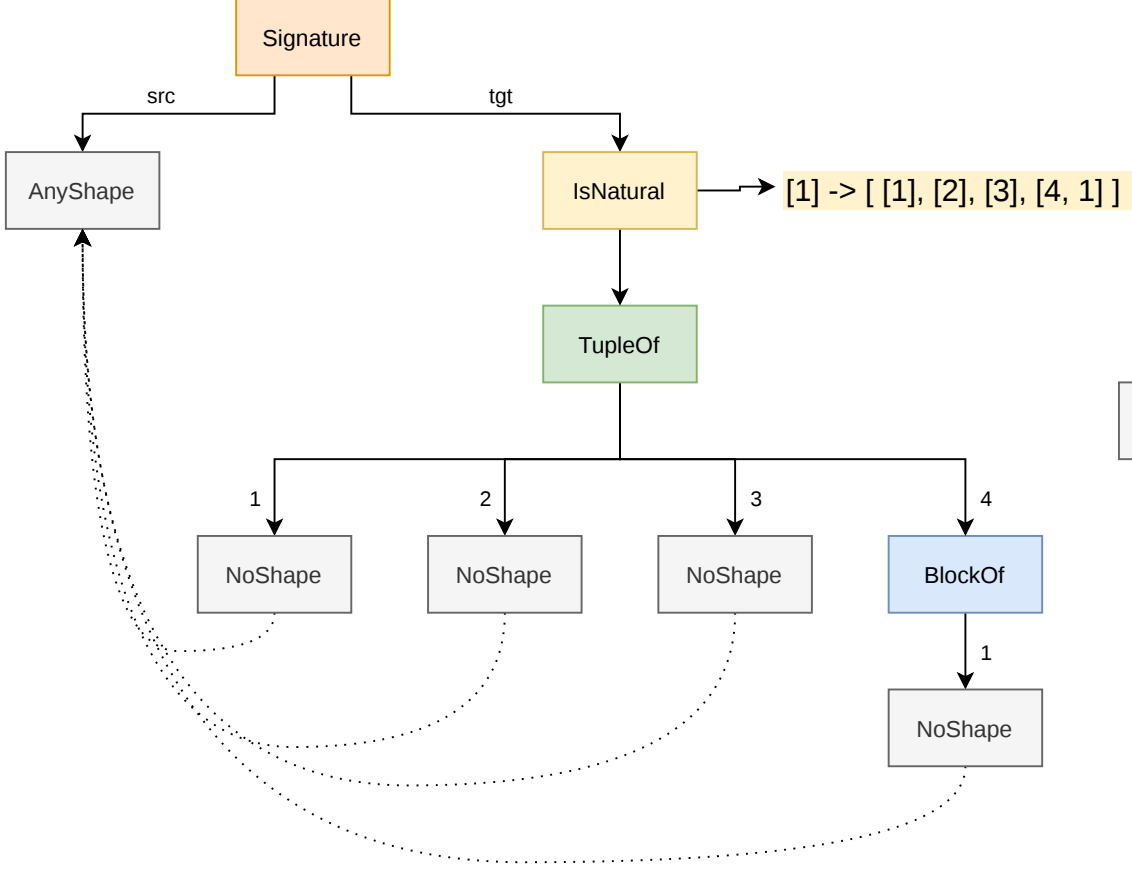 Signature
src
tgt
AnyShape
IsNatural
[1] -> [ [1], [2], [3], [4, 1] ]
TupleOf
1
2
3
4
NoShape
NoShape
NoShape
BlockOf
1
NoShape